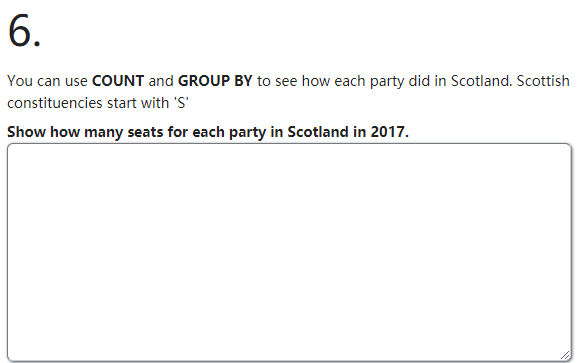 6.
You can use COUNT and GROUP BY to see how each party did in Scotland. Scottish
constituencies start with 'S'
Show how many seats for each party in Scotland in 2017.